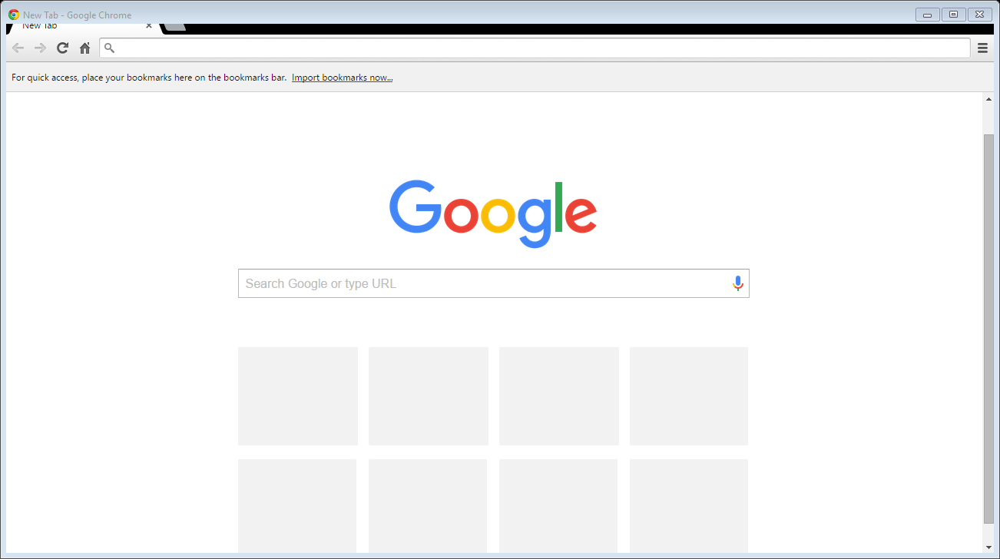 New Tab - Google Chrome
New Tab
For quick access, place your bookmarks here on the bookmarks bar. Import bookmarks now...
Google
Search Google or type URL